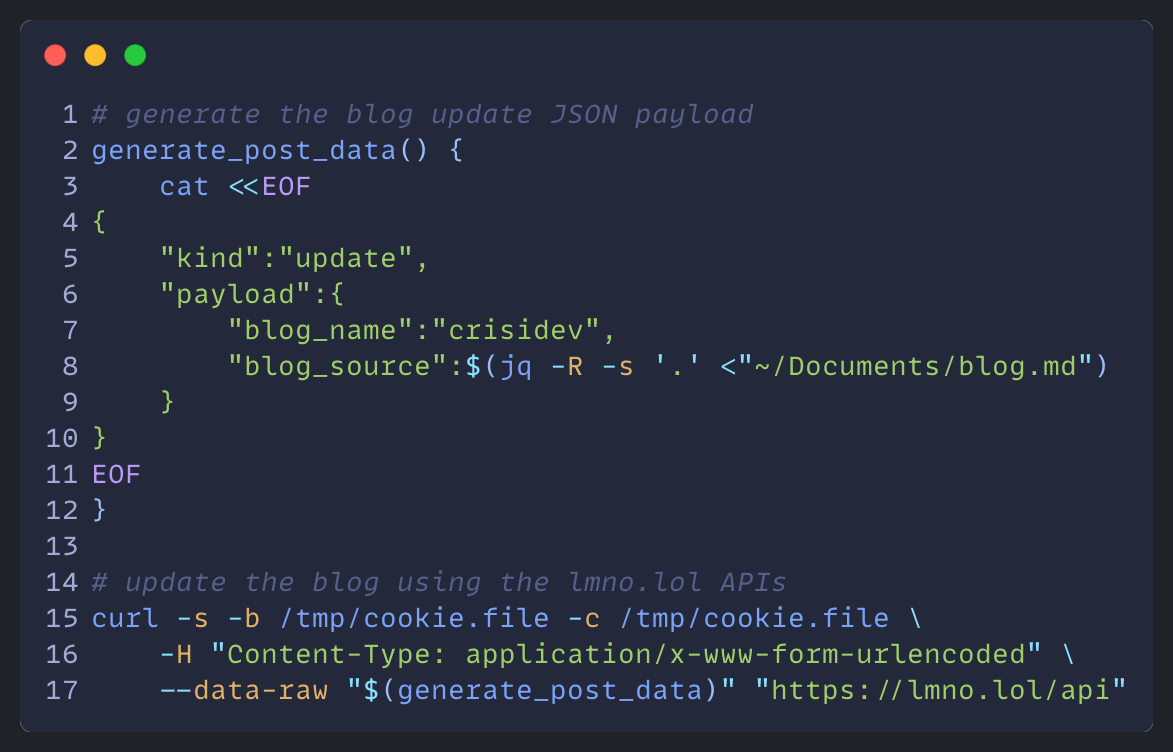 1 # generate the blog update JSON payload
2 generate_post_data() {
3     cat <<EOF
4 {
5     "kind":"update",
6     "payload":{
7         "blog_name":"crisidev",
8         "blog_source":$(jq -R -s '.' <"~/Documents/blog.md")
9     }
10 }
11 EOF
12 }
13
14 # update the blog using the lmno.lol APIs
15 curl -s -b /tmp/cookie.file -c /tmp/cookie.file \
16     -H "Content-Type: application/x-www-form-urlencoded" \
17     --data-raw "$(generate_post_data)" "https://lmno.lol/api"